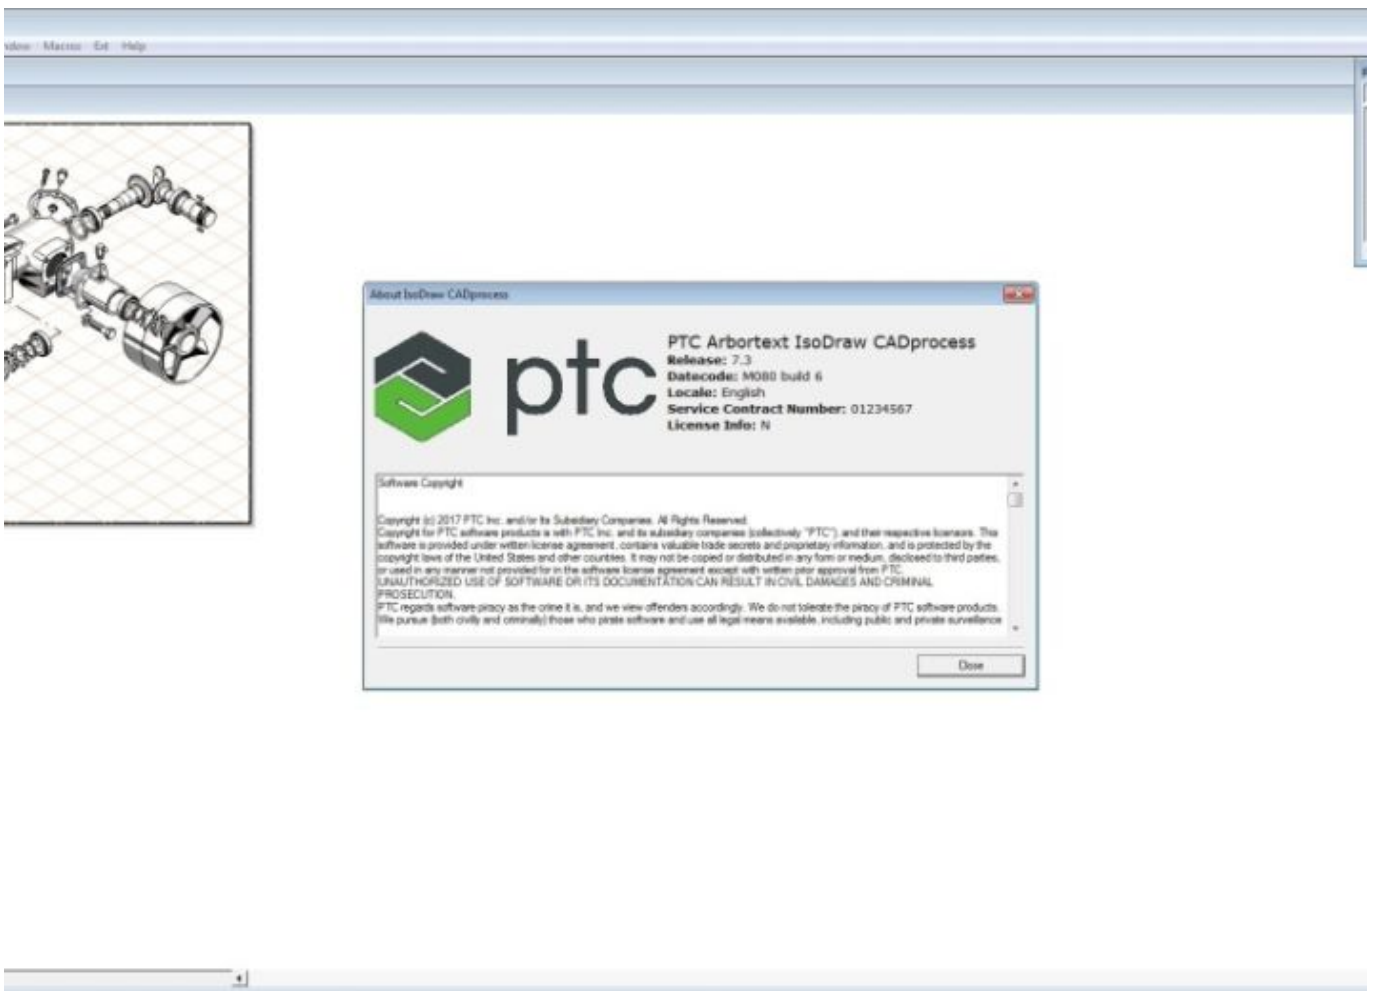 Macros Ext Help
About IsoDraw CADprocess
ptc
PTC Arbortext IsoDraw CADprocess
Release: 7.3
Datecode: M080 build 6
Locale: English
Service Contract Number: 01234567
License Info: N
Software Copyright
Copyright (c) 2017 PTC Inc. and/or Its Subsidiary Companies. All Rights Reserved.
Copyright for PTC software products is with PTC Inc. and its subsidiary companies (collectively "PTC"), and their respective licensors. This
software is provided under written license agreement, contains valuable trade secrets and proprietary information, and is protected by the
copyright laws of the United States and other countries. It may not be copied or distributed in any form or medium, disclosed to third parties,
or used in any manner not provided for in the software license agreement except with written prior approval from PTC.
UNAUTHORIZED USE OF SOFTWARE OR ITS DOCUMENTATION CAN RESULT IN CIVIL DAMAGES AND CRIMINAL
PROSECUTION.
PTC regards software piracy as the crime it is, and we view offenders accordingly. We do not tolerate the piracy of PTC software products.
We pursue (both civilly and criminally) those who pirate software and use all legal means available, including public and private surveillance
Close